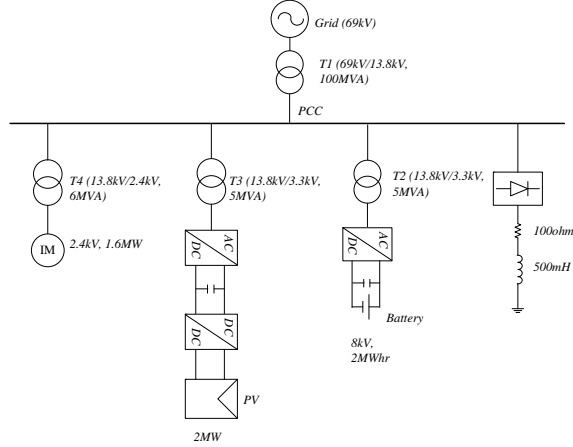 Grid (69kV)
T1 (69kV/13.8kV,
100MVA)
PCC
T4 (13.8kV/2.4kV,
6MVA)
T3 (13.8kV/3.3kV,
5MVA)
T2 (13.8kV/3.3kV,
5MVA)
IM
2.4kV, 1.6MW
AC
DC
AC
DC
100ohm
500mH
DC
DC
Battery
8kV,
2MWhr
PV
2MW